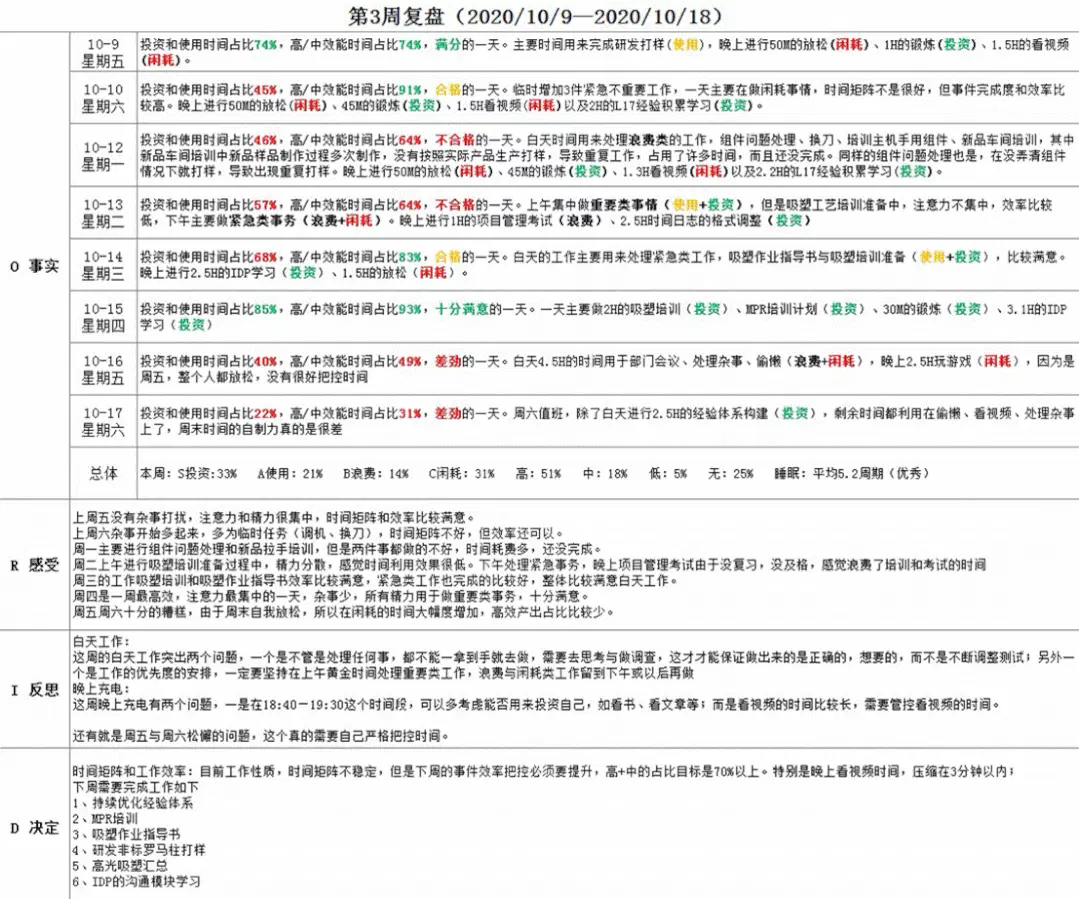 第3周复盘（2020/10/9—2020/10/18）
10-9
星期五
投资和使用时间占比74%，高/中效能时间占比74%，满分的一天。主要时间用来完成研发打样(使用)，晚上进行50M的放松(闲耗)、1H的锻炼(投资)、1.5H的看视频
(闲耗)。
10-10
星期六
投资和使用时间占比45%，高/中效能时间占比91%，合格的一天。临时增加3件紧急不重要工作，一天主要在做闲耗事情，时间矩阵不是很好，但事件完成度和效率比
较高。晚上进行50M的放松(闲耗)、45M的锻炼(投资)、1.5H看视频(闲耗)以及2H的L17经验积累学习(投资)。
10-12
星期一
投资和使用时间占比46%，高/中效能时间占比64%，不合格的一天。白天时间用来处理浪费类的工作，组件问题处理、换刀、培训主机手用组件、新品车间培训，其中
新品车间培训中新品样品制作过程多次制作，没有按照实际产品生产打样，导致重复工作，占用了许多时间，而且还没完成。同样的组件问题处理也是，在没弄清组件
情况下就打样，导致出现重复打样。晚上进行50M的放松(闲耗)、45M的锻炼(投资)、1.3H看视频(闲耗)以及2.2H的L17经验积累学习(投资)。
10-13
星期二
投资和使用时间占比57%，高/中效能时间占比64%，不合格的一天。上午集中做重要类事情（使用+投资），但是吸塑工艺培训准备中，注意力不集中，效率比较
低，下午主要做紧急类事务（浪费+闲耗）。晚上进行1H的项目管理考试（浪费）、2.5H时间日志的格式调整（投资）
10-14
星期三
投资和使用时间占比68%，高/中效能时间占比83%，合格的一天。白天的工作主要用来处理紧急类工作，吸塑作业指导书与吸塑培训准备（使用+投资），比较满意。
晚上进行2.5H的IDP学习（投资）、1.5H的放松（闲耗）。
O 事实
10-15
星期四
投资和使用时间占比85%，高/中效能时间占比93%，十分满意的一天。一天主要做2H的吸塑培训（投资）、MPR培训计划（投资）、30M的锻炼（投资）、3.1H的IDP
学习（投资）
10-16
星期五
投资和使用时间占比40%，高/中效能时间占比49%，差劲的一天。白天4.5H的时间用于部门会议、处理杂事、偷懒（浪费+闲耗），晚上2.5H玩游戏（闲耗），因为是
周五，整个人都放松，没有很好把控时间
10-17
星期六
投资和使用时间占比22%，高/中效能时间占比31%，差劲的一天。周六值班，除了白天进行2.5H的经验体系构建（投资），剩余时间都利用在偷懒、看视频、处理杂事
上了，周末时间的自制力真的是很差
总体
本周：S投资:33% A使用：21% B浪费：14% C闲耗：31% 高：51% 中：18% 低：5% 无：25% 睡眠：平均5.2周期（优秀）
R 感受
上周五没有杂事打扰，注意力和精力很集中，时间矩阵和效率比较满意。
上周六杂事开始多起来，多为临时任务（调机、换刀），时间矩阵不好，但效率还可以。
周一主要进行组件问题处理和新品拉手培训，但是两件事都做的不好，时间耗费多，还没完成。
周二上午进行吸塑培训准备过程中，精力分散，感觉时间利用效果很低。下午处理紧急事务，晚上项目管理考试由于没复习，没及格，感觉浪费了培训和考试的时间
周三的工作吸塑培训和吸塑作业指导书效率比较满意，紧急类工作也完成的比较好，整体比较满意白天工作。
周四是一周最高效，注意力最集中的一天，杂事少，所有精力用于做重要类事务，十分满意。
周五周六十分的糟糕，由于周末自我放松，所以在闲耗的时间大幅度增加，高效产出占比比较少。
I 反思
白天工作：
这周的白天工作突出两个问题，一个是不管是处理任何事，都不能一拿到手就去做，需要去思考与做调查，这才才能保证做出来的是正确的，想要的，而不是不断调整测试；另外一
个是工作的优先度的安排，一定要坚持在上午黄金时间处理重要类工作，浪费与闲耗类工作留到下午或以后再做
晚上充电：
这周晚上充电有两个问题，一是在18:40-19:30这个时间段，可以多考虑能否用来投资自己，如看书、看文章等；而是看视频的时间比较长，需要管控看视频的时间。
还有就是周五与周六松懈的问题，这个真的需要自己严格把控时间。
D 决定
时间矩阵和工作效率：目前工作性质，时间矩阵不稳定，但是下周的事件效率把控必须要提升，高+中的占比目标是70%以上。特别是晚上看视频时间，压缩在3分钟以内；
下周需要完成工作如下
1、持续优化经验体系
2、MPR培训
3、吸塑作业指导书
4、研发非标罗马柱打样
5、高光吸塑汇总
6、IDP的沟通模块学习